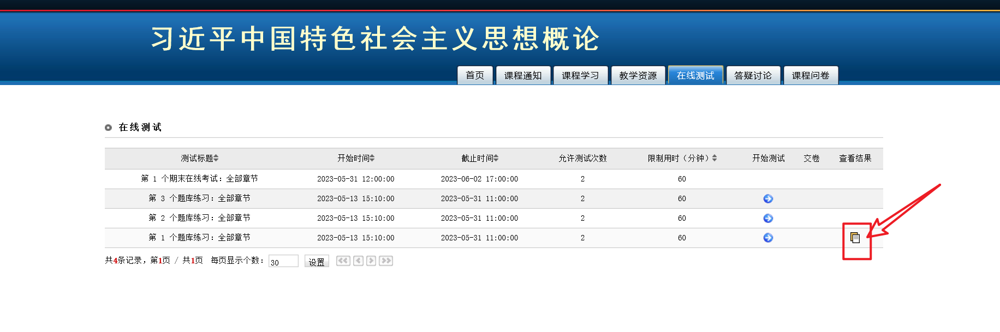 习近平中国特色社会主义思想概论
首页 课程通知 课程学习 教学资源 在线测试 答疑讨论 课程问卷
在线测试
测试标题 开始时间 截止时间 允许测试次数 限制用时（分钟） 开始测试 交卷 查看结果
第 1 个期末在线考试：全部章节 2023-05-31 12:00:00 2023-06-02 17:00:00 2 60
第 3 个题库练习：全部章节 2023-05-13 15:10:00 2023-05-31 11:00:00 2 60
第 2 个题库练习：全部章节 2023-05-13 15:10:00 2023-05-31 11:00:00 2 60
第 1 个题库练习：全部章节 2023-05-13 15:10:00 2023-05-31 11:00:00 2 60
共4条记录，第1页 / 共1页 每页显示个数： 30 设置